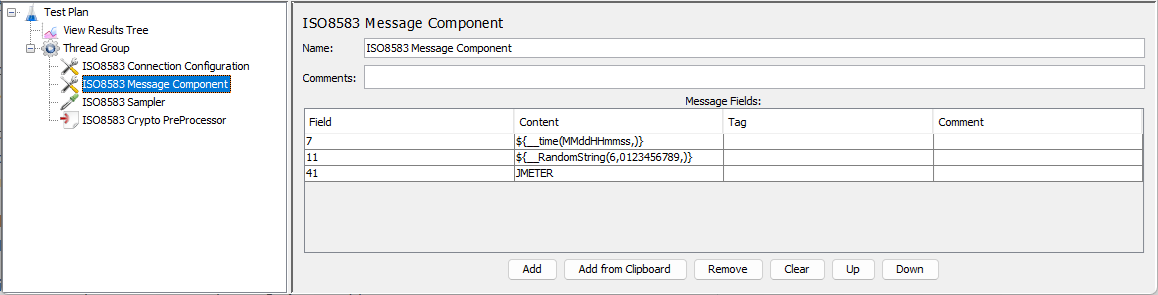 Test Plan
View Results Tree
Thread Group
ISO8583 Connection Configuration
ISO8583 Message Component
ISO8583 Sampler
ISO8583 Crypto PreProcessor
ISO8583 Message Component
Name: ISO8583 Message Component
Comments:
Message Fields:
Field Content Tag Comment
7 ${__time(MMddHHmmss,)}
11 ${__RandomString(6,0123456789,)}
41 JMETER
Add Add from Clipboard Remove Clear Up Down